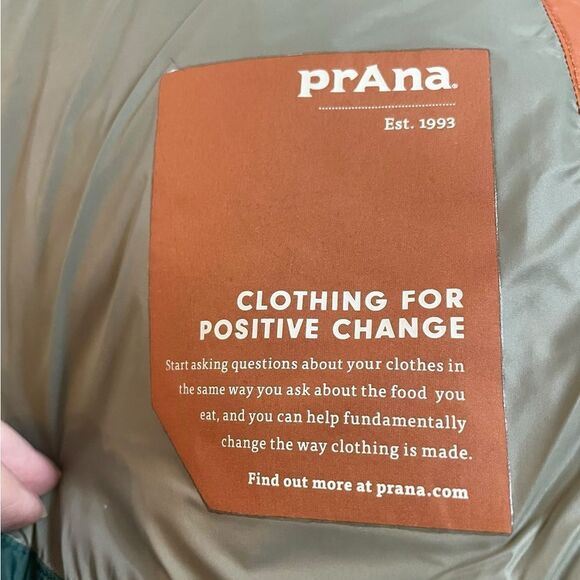 prAna.
Est. 1993
CLOTHING FOR
POSITIVE CHANGE
Start asking questions about your clothes in
the same way you ask about the food you
eat, and you can help fundamentally
change the way clothing is made.
Find out more at prana.com